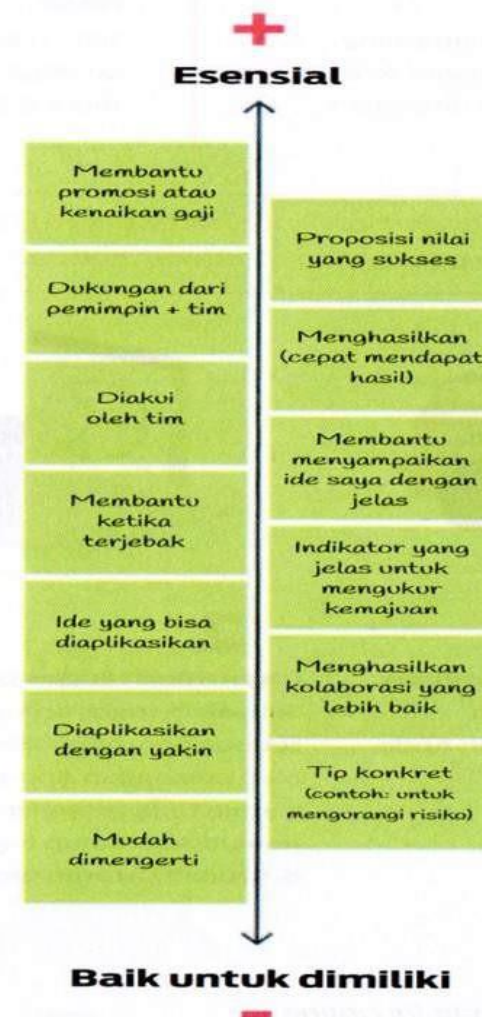 Esensial
Membantu
promosi atau
kenaikan gaji
Dukungan dari
pemimpin + tim
Diakui
oleh tim
Membantu
ketika
terjebak
Ide yang bisa
diaplikasikan
Diaplikasikan
dengan yakin
Mudah
dimengerti
Proposisi nilai
yang sukses
Menghasilkan
(cepat mendapat
hasil)
Membantu
menyampaikan
ide saya dengan
jelas
Indikator yang
jelas untuk
mengukur
kemajuan
Menghasilkan
kolaborasi yang
lebih baik
Tip konkret
(contoh: untuk
mengurangi risiko)
Baik untuk dimiliki